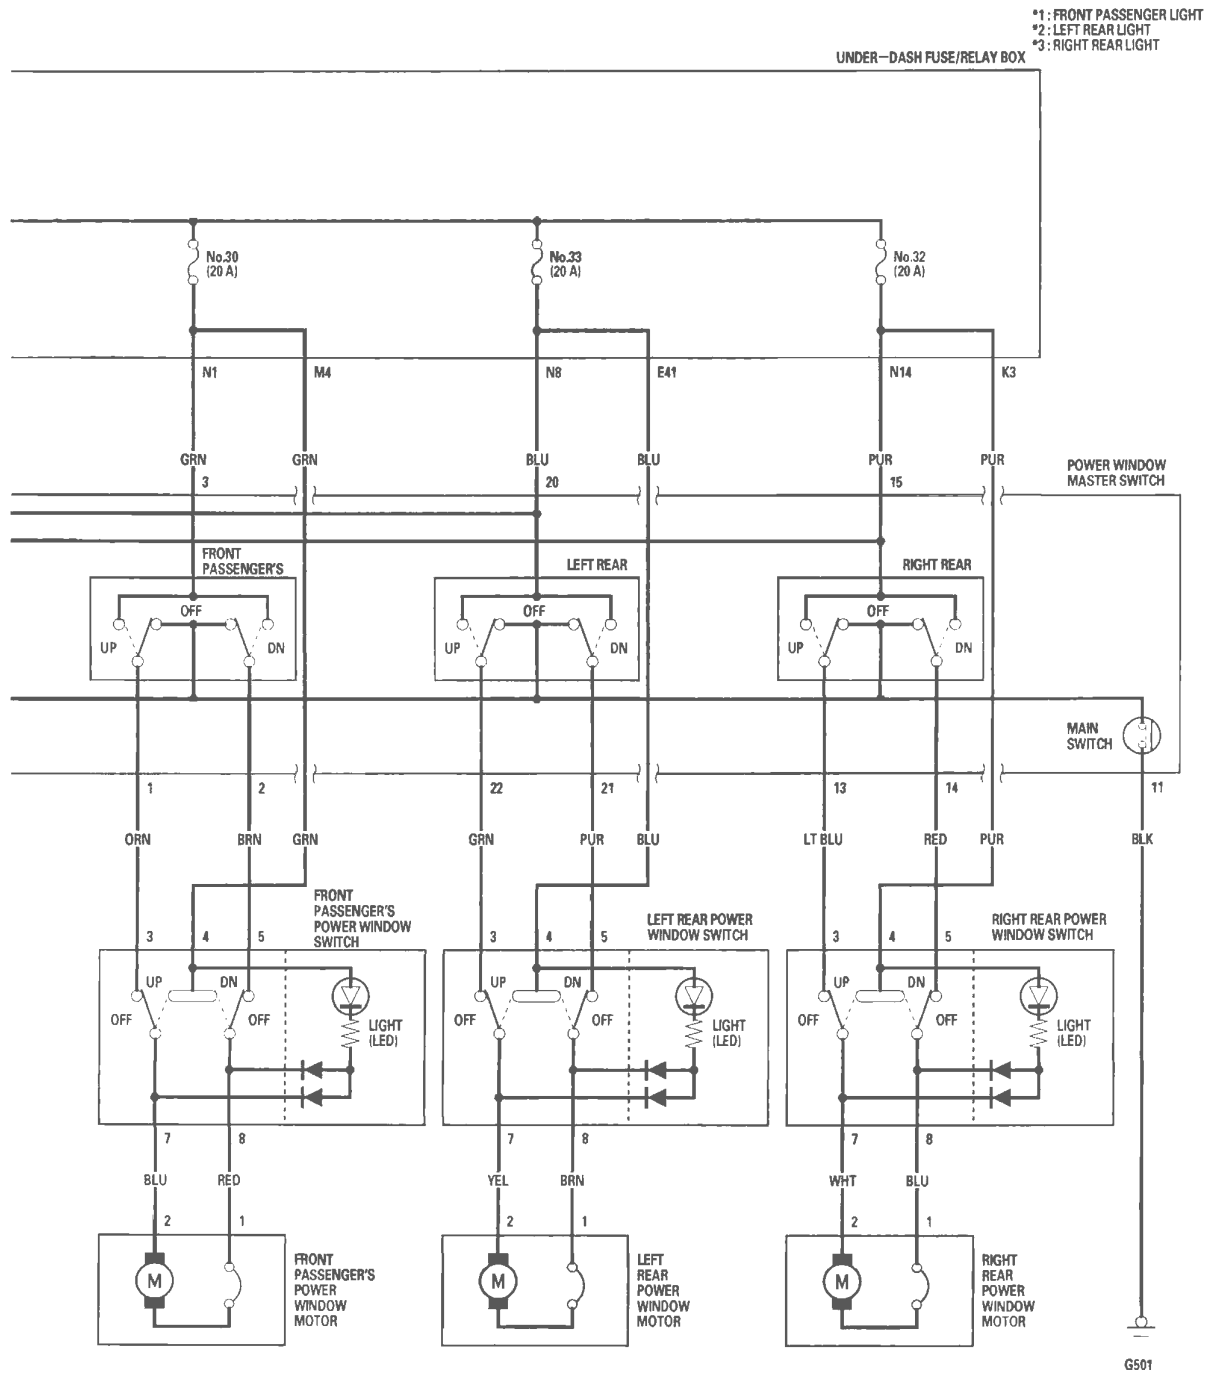 *1 : FRONT PASSENGER LIGHT
*2 : LEFT REAR LIGHT
*3 : RIGHT REAR LIGHT
UNDER-DASH FUSE/RELAY BOX
No.30
(20 A)
No.33
(20 A)
No.32
(20 A)
N1
M4
N8
E41
N14
K3
GRN
GRN
BLU
BLU
PUR
PUR
POWER WINDOW
MASTER SWITCH
3
20
15
FRONT
PASSENGER'S
LEFT REAR
RIGHT REAR
OFF
UP
DN
OFF
UP
DN
OFF
UP
DN
MAIN
SWITCH
1
2
22
21
13
14
11
ORN
BRN
GRN
GRN
PUR
BLU
LT BLU
RED
PUR
BLK
FRONT
PASSENGER'S
POWER WINDOW
SWITCH
LEFT REAR POWER
WINDOW SWITCH
RIGHT REAR POWER
WINDOW SWITCH
3
4
5
3
4
5
3
4
5
UP
DN
OFF
OFF
LIGHT
(LED)
UP
DN
OFF
OFF
LIGHT
(LED)
UP
DN
OFF
OFF
LIGHT
(LED)
7
8
7
8
7
8
BLU
RED
YEL
BRN
WHT
BLU
2
1
2
1
2
1
M
FRONT
PASSENGER'S
POWER
WINDOW
MOTOR
M
LEFT
REAR
POWER
WINDOW
MOTOR
M
RIGHT
REAR
POWER
WINDOW
MOTOR
G501